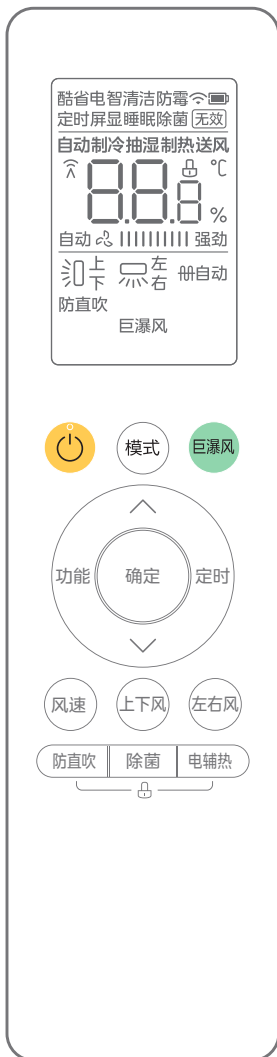 酷省电智清洁防霉
定时屏显睡眠除菌 无效
自动制冷抽湿制热送风
℃
88.8
%
自动 强劲
上下 左右 自动
防直吹
巨瀑风
模式 巨瀑风
功能 确定 定时
风速 上下风 左右风
防直吹 除菌 电辅热